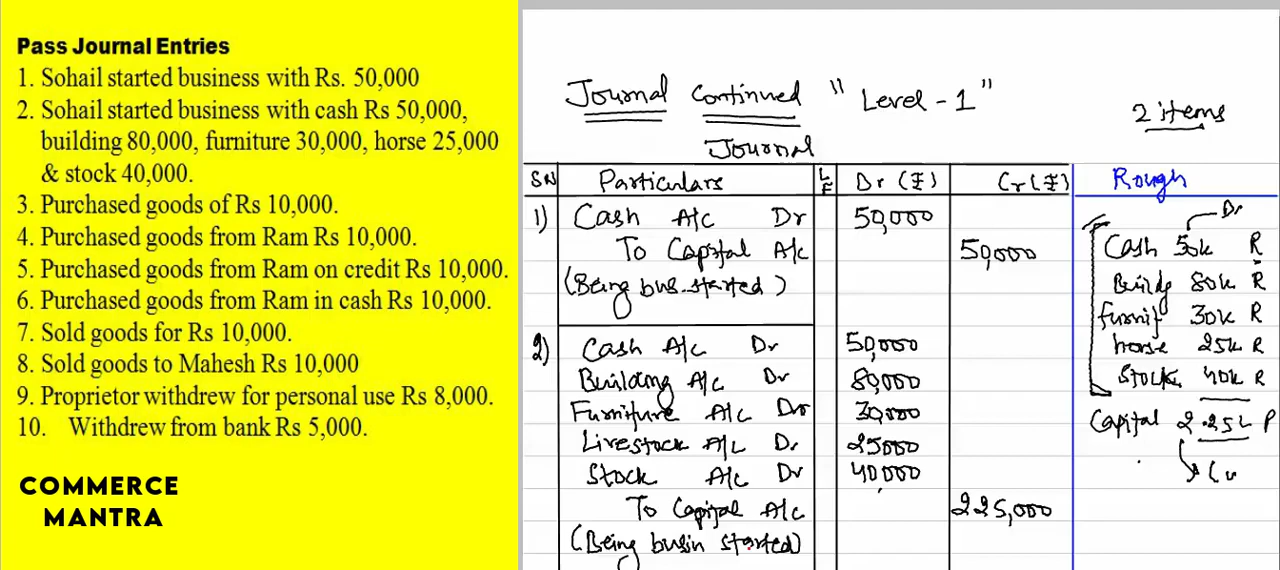 Pass Journal Entries
1. Sohail started business with Rs. 50,000
2. Sohail started business with cash Rs 50,000,
building 80,000, furniture 30,000, horse 25,000
& stock 40,000.
3. Purchased goods of Rs 10,000.
4. Purchased goods from Ram Rs 10,000.
5. Purchased goods from Ram on credit Rs 10,000.
6. Purchased goods from Ram in cash Rs 10,000.
7. Sold goods for Rs 10,000.
8. Sold goods to Mahesh Rs 10,000
9. Proprietor withdrew for personal use Rs 8,000.
10. Withdrew from bank Rs 5,000.
COMMERCE
MANTRA
Journal Continued "Level-1"
Journal
SN Particulars LF Dr (₹) Cr (₹)
1) Cash A/c Dr 50,000
To Capital A/c 50,000
(Being bus. started)
2) Cash A/c Dr 50,000
Building A/c Dr 80,000
Furniture A/c Dr 30,000
Livestock A/c Dr 25000
Stock A/c Dr 40,000
To Capital A/c 225,000
(Being busin started)
2 items
Rough
Dr
Cash 50k R
Buildg 80k R
furnit 30k R
horse 25k R
Stock 40k R
Capital 2.25L P
Cr